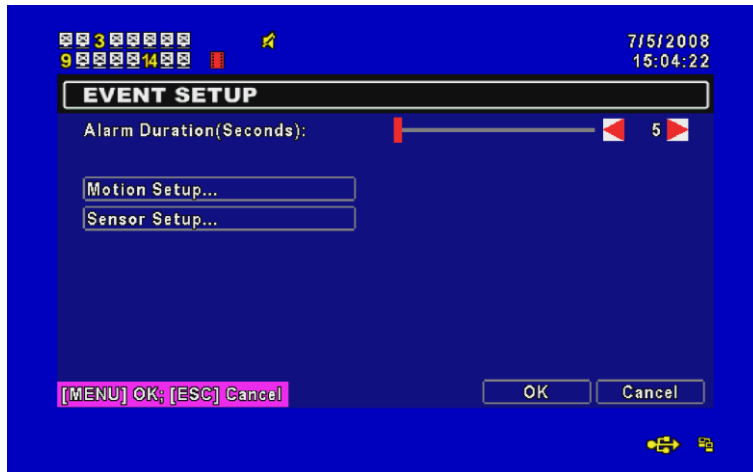 3
7/5/2008
9 14
15:04:22
EVENT SETUP
Alarm Duration(Seconds): 5
Motion Setup...
Sensor Setup...
[MENU] OK; [ESC] Cancel
OK Cancel